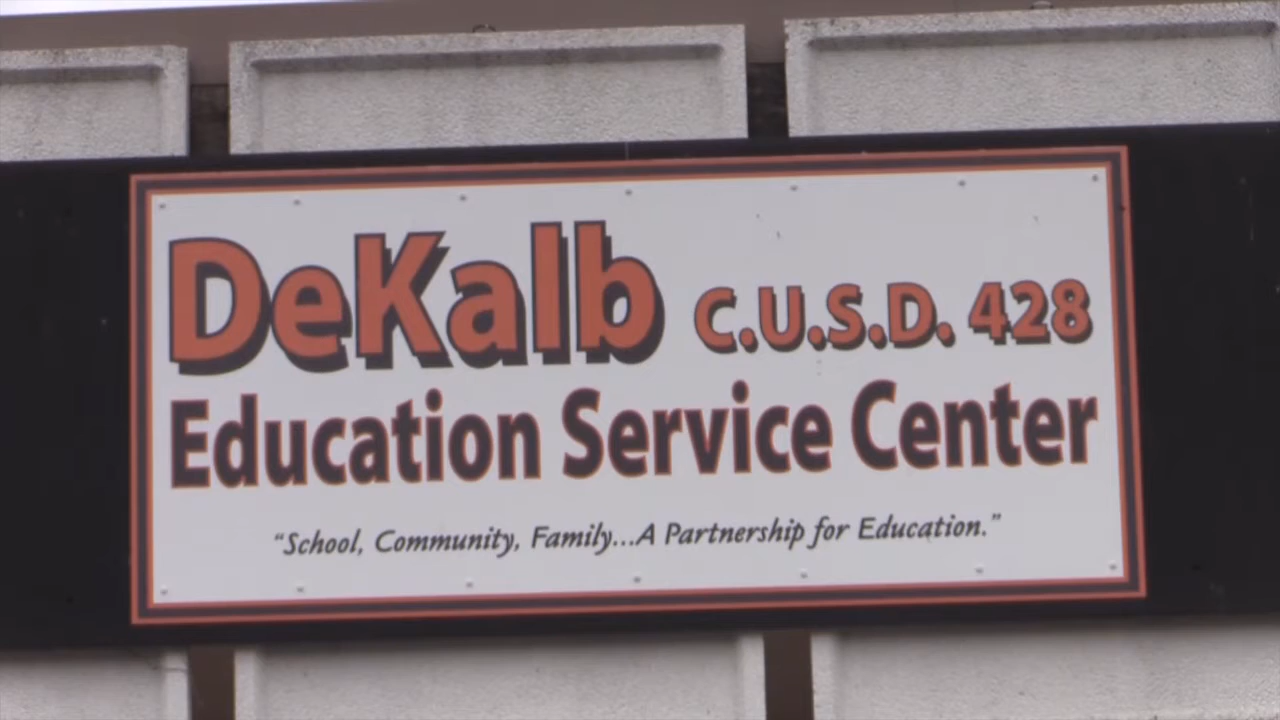 DeKalb C.U.S.D. 428
Education Service Center
“School, Community, Family...A Partnership for Education.”